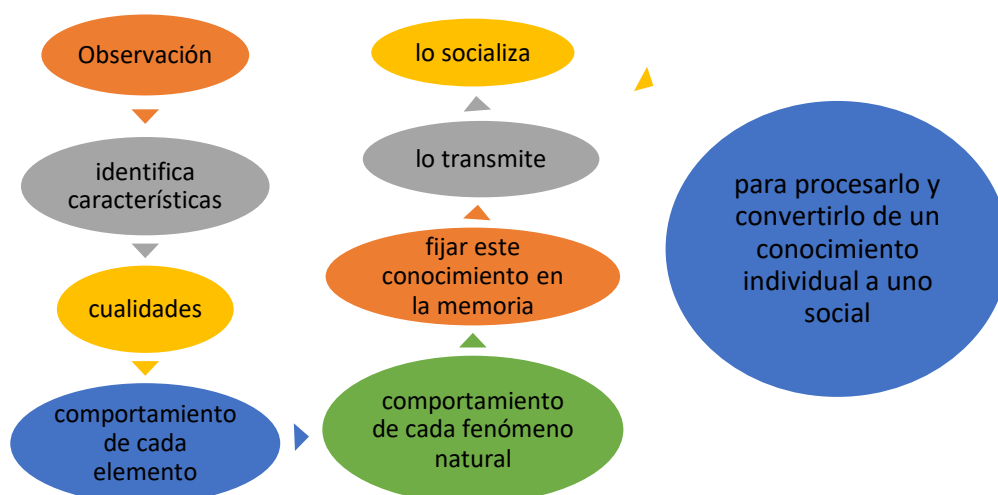 Observación
identifica
características
cualidades
comportamiento
de cada
elemento
comportamiento
de cada fenómeno
natural
fijar este
conocimiento en
la memoria
lo transmite
lo socializa
para procesarlo y
convertirlo de un
conocimiento
individual a uno
social